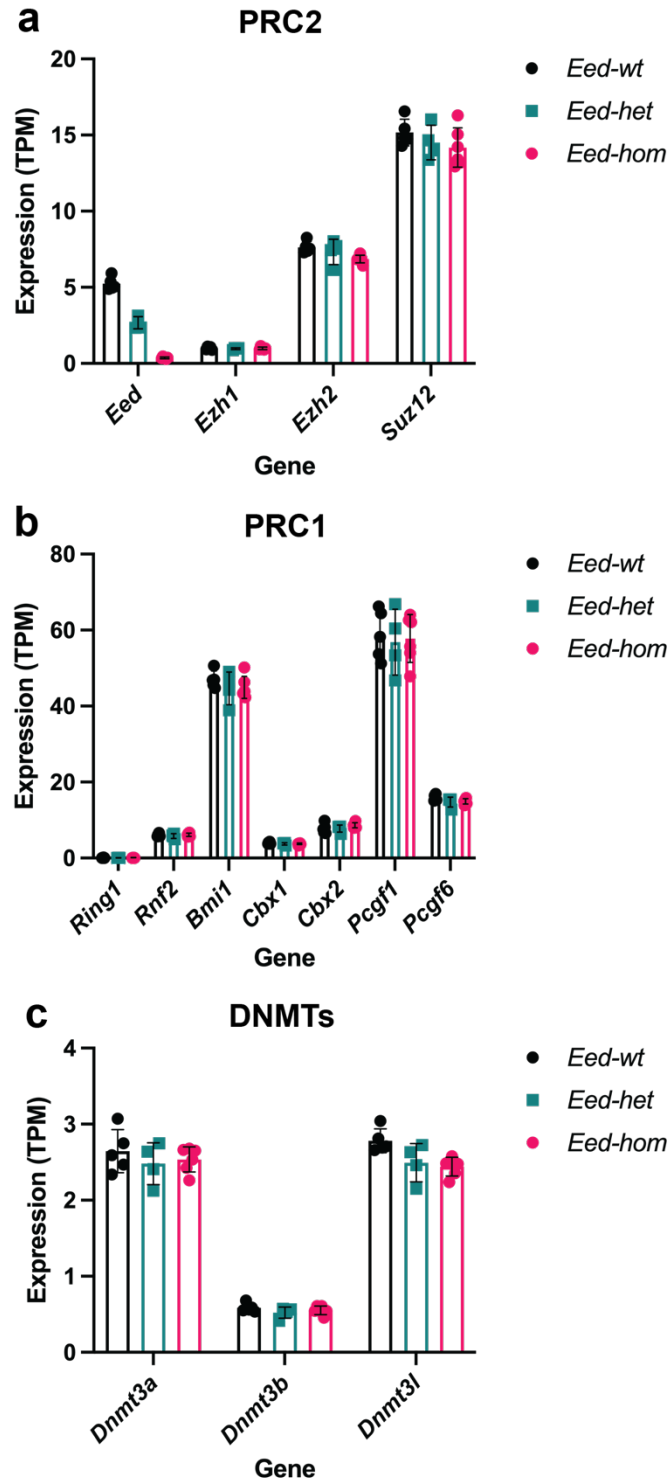 a
PRC2
Expression (TPM)
20
15
10
5
0
Eed
Ezh1
Ezh2
Suz12
Gene
Eed-wt
Eed-het
Eed-hom
b
PRC1
Expression (TPM)
80
60
40
20
0
Ring1
Rnf2
Bmi1
Cbx1
Cbx2
Pcgf1
Pcgf6
Gene
Eed-wt
Eed-het
Eed-hom
c
DNMTs
Expression (TPM)
4
3
2
1
0
Dnmt3a
Dnmt3b
Dnmt3l
Gene
Eed-wt
Eed-het
Eed-hom